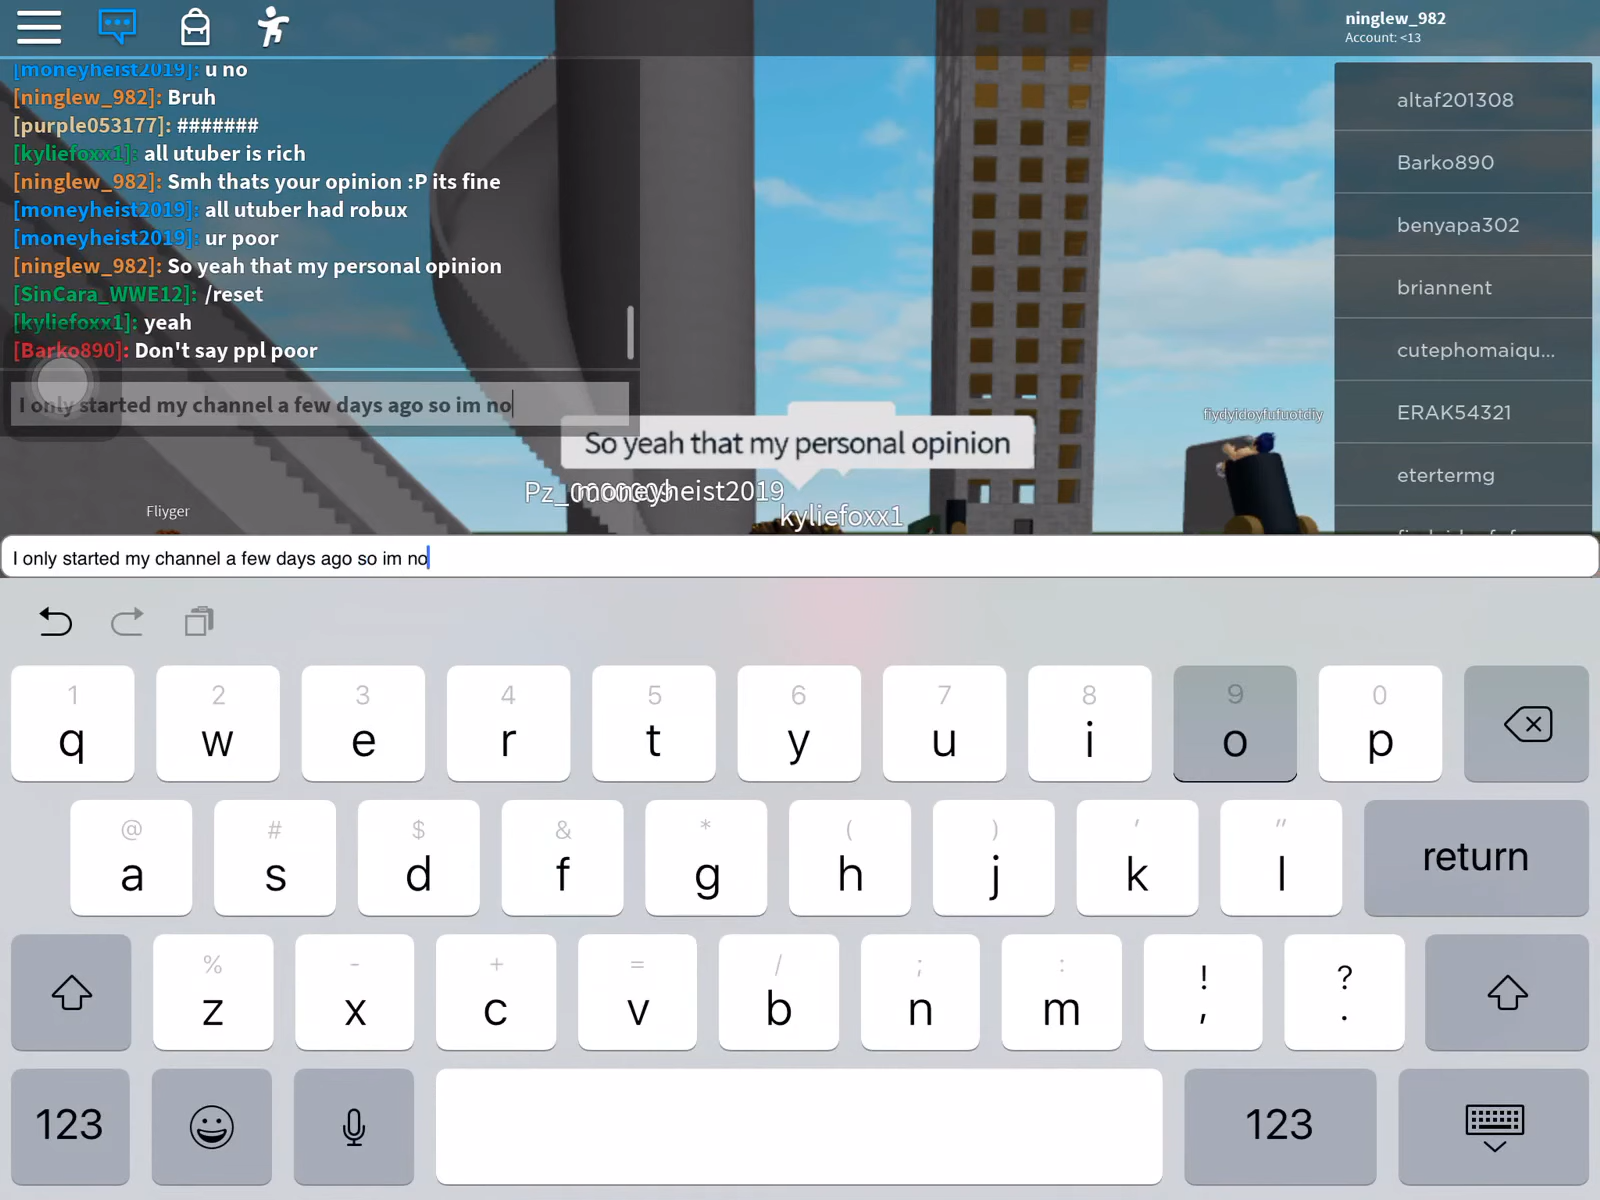 ninglew_982
Account: <13
[moneyheist2019]: u no
[ninglew_982]: Bruh
[purple053177]: #######
[kyliefoxx1]: all utuber is rich
[ninglew_982]: Smh thats your opinion :P its fine
[moneyheist2019]: all utuber had robux
[moneyheist2019]: ur poor
[ninglew_982]: So yeah that my personal opinion
[SinCara_WWE12]: /reset
[kyliefoxx1]: yeah
[Barko890]: Don't say ppl poor
I only started my channel a few days ago so im no
altaf201308
Barko890
benyapa302
briannent
cutephomaiqu...
ERAK54321
etertermg
fiydyidoyfufuotdiy
So yeah that my personal opinion
moneyheist2019
kyliefoxx1
Fliyger
I only started my channel a few days ago so im no
1 2 3 4 5 6 7 8 9 0
q w e r t y u i o p
@ # $ & * ( ) ' "
a s d f g h j k l return
% - + = / ; : ! ?
z x c v b n m , .
123 123